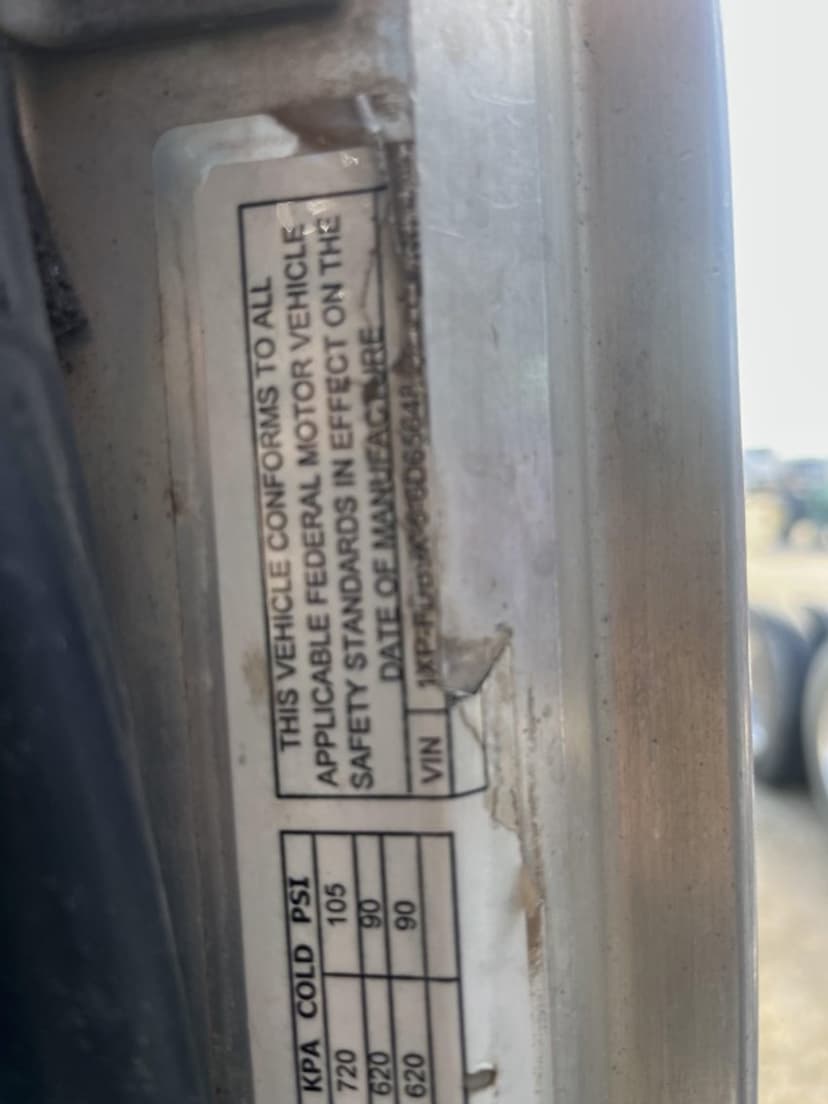 THIS VEHICLE CONFORMS TO ALL
APPLICABLE FEDERAL MOTOR VEHICLE
SAFETY STANDARDS IN EFFECT ON THE
DATE OF MANUFACTURE
VIN
KPA COLD PSI
720 105
620 90
620 90